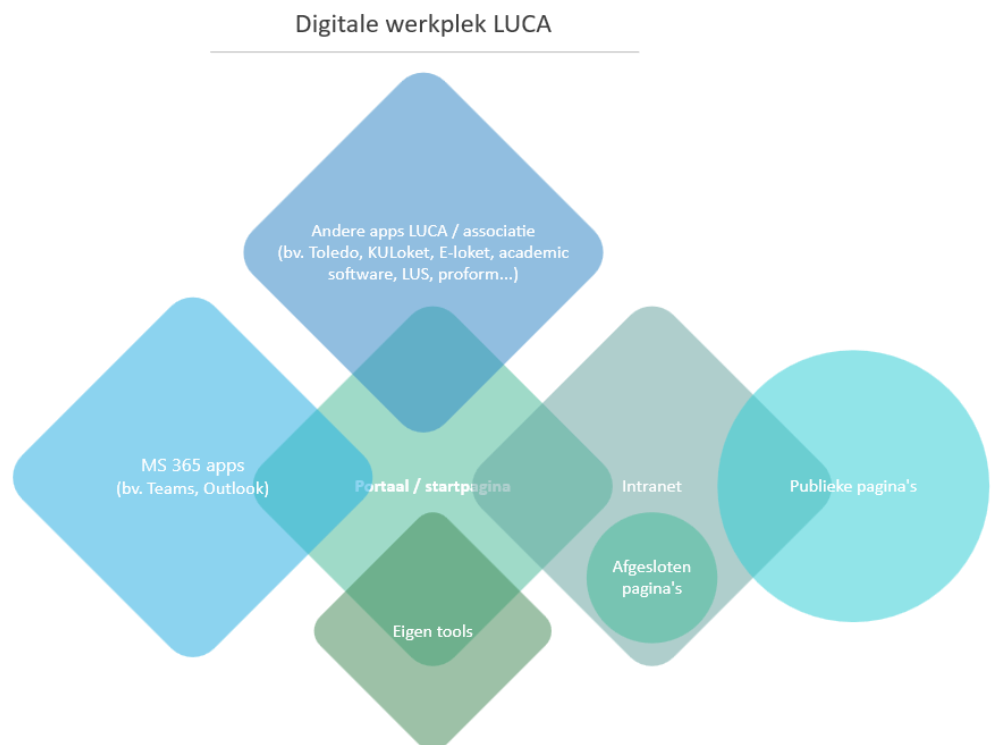 Digitale werkplek LUCA
Andere apps LUCA / associatie
(bv. Toledo, KULoket, E-loket, academic
software, LUS, proform...)
MS 365 apps
(bv. Teams, Outlook)
Portaal / startpagina
Intranet
Publieke pagina's
Afgesloten
pagina's
Eigen tools